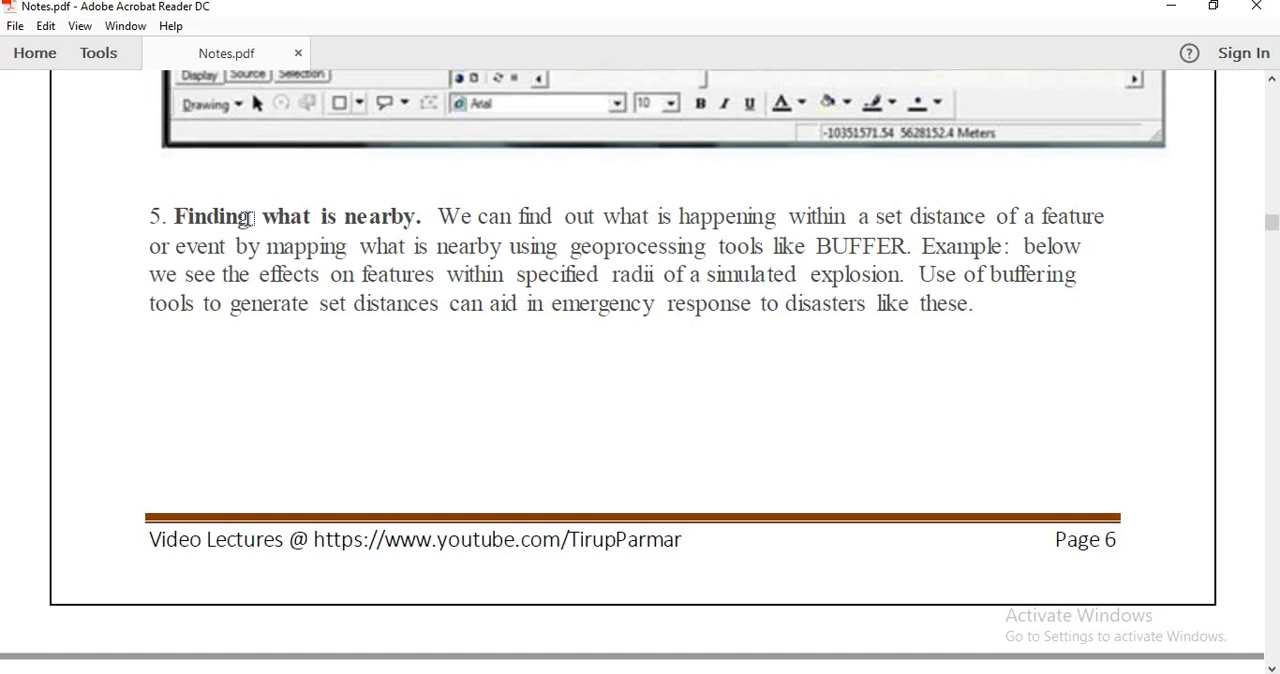 Notes.pdf - Adobe Acrobat Reader DC
File Edit View Window Help
Home Tools Notes.pdf × ? Sign In
Display Source Selection
Drawing Arial 10 B I U A
-10351571.54 5628152.4 Meters
5. Finding what is nearby. We can find out what is happening within a set distance of a feature
or event by mapping what is nearby using geoprocessing tools like BUFFER. Example: below
we see the effects on features within specified radii of a simulated explosion. Use of buffering
tools to generate set distances can aid in emergency response to disasters like these.
Video Lectures @ https://www.youtube.com/TirupParmar Page 6
Activate Windows
Go to Settings to activate Windows.